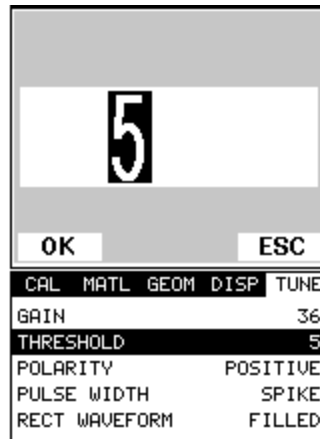 5
OK ESC
CAL MATL GEOM DISP TUNE
GAIN 36
THRESHOLD 5
POLARITY POSITIVE
PULSE WIDTH SPIKE
RECT WAVEFORM FILLED